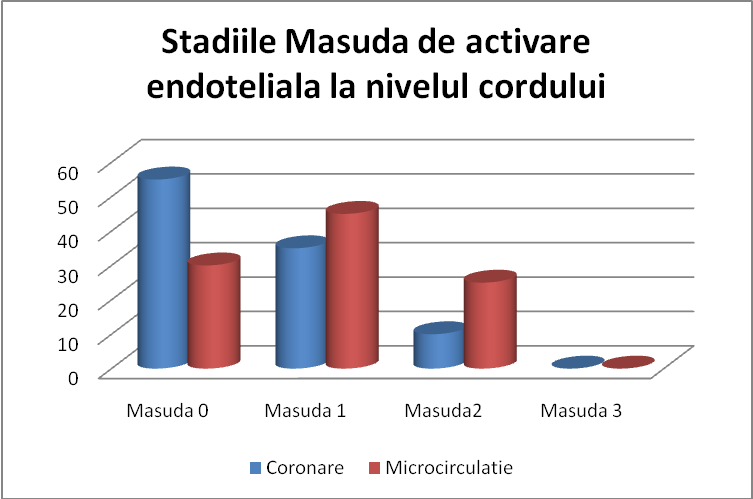 Stadiile Masuda de activare
endoteliala la nivelul cordului
60
50
40
30
20
10
0
Masuda 0 Masuda 1 Masuda2 Masuda 3
Coronare Microcirculatie